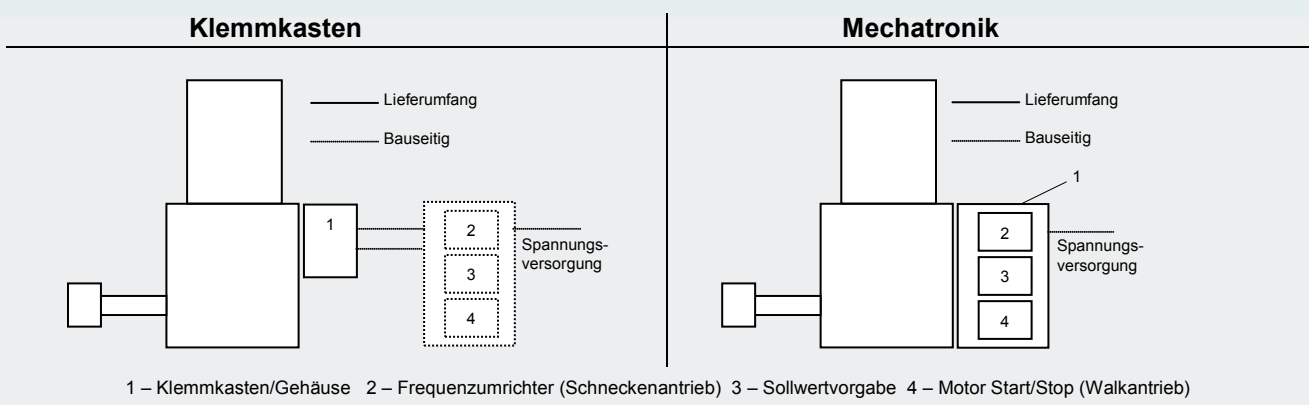 Klemmkasten
Lieferumfang
Bauseitig
1
2
3
4
Spannungs-
versorgung
Mechatronik
Lieferumfang
Bauseitig
1
2
3
4
Spannungs-
versorgung
1 – Klemmkasten/Gehäuse 2 – Frequenzumrichter (Schneckenantrieb) 3 – Sollwertvorgabe 4 – Motor Start/Stop (Walkantrieb)